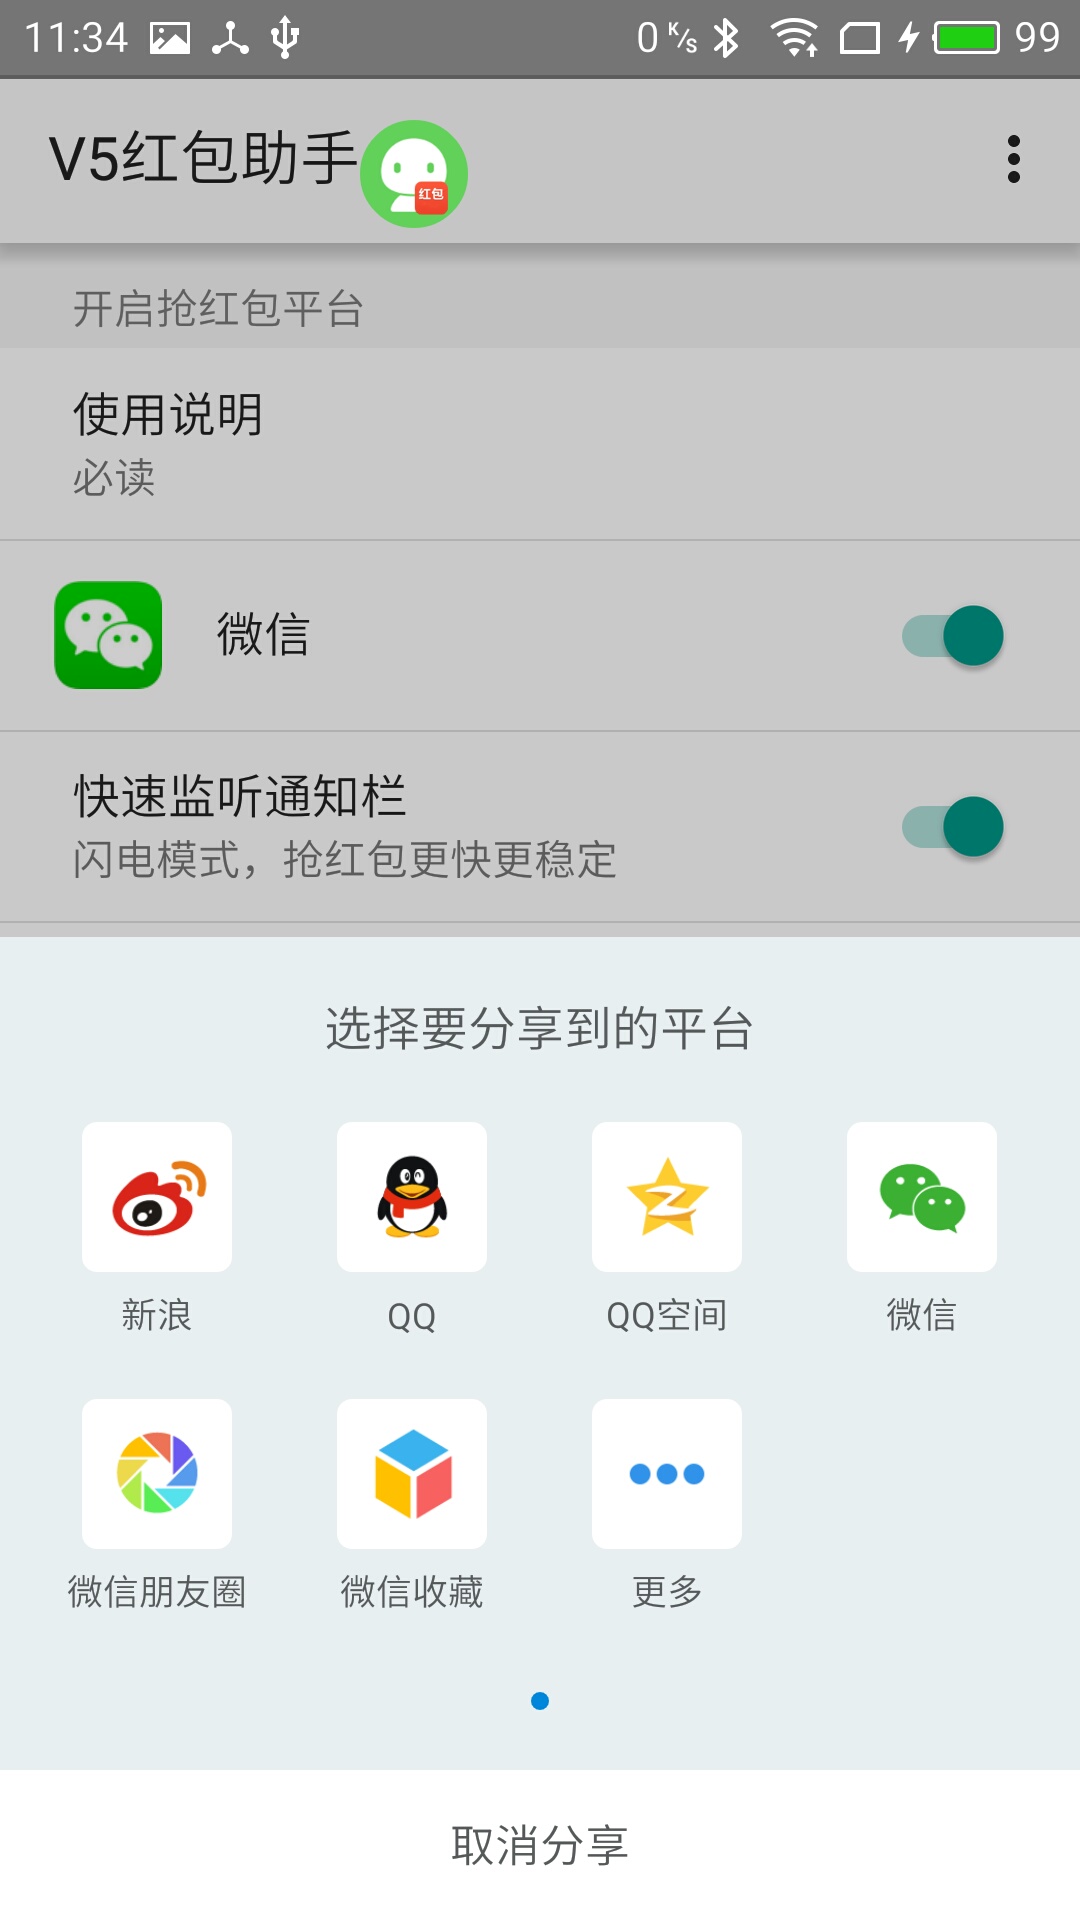 11:34
0 K/s
99
V5红包助手
红包
开启抢红包平台
使用说明
必读
微信
快速监听通知栏
闪电模式，抢红包更快更稳定
选择要分享到的平台
新浪
QQ
QQ空间
微信
微信朋友圈
微信收藏
更多
取消分享